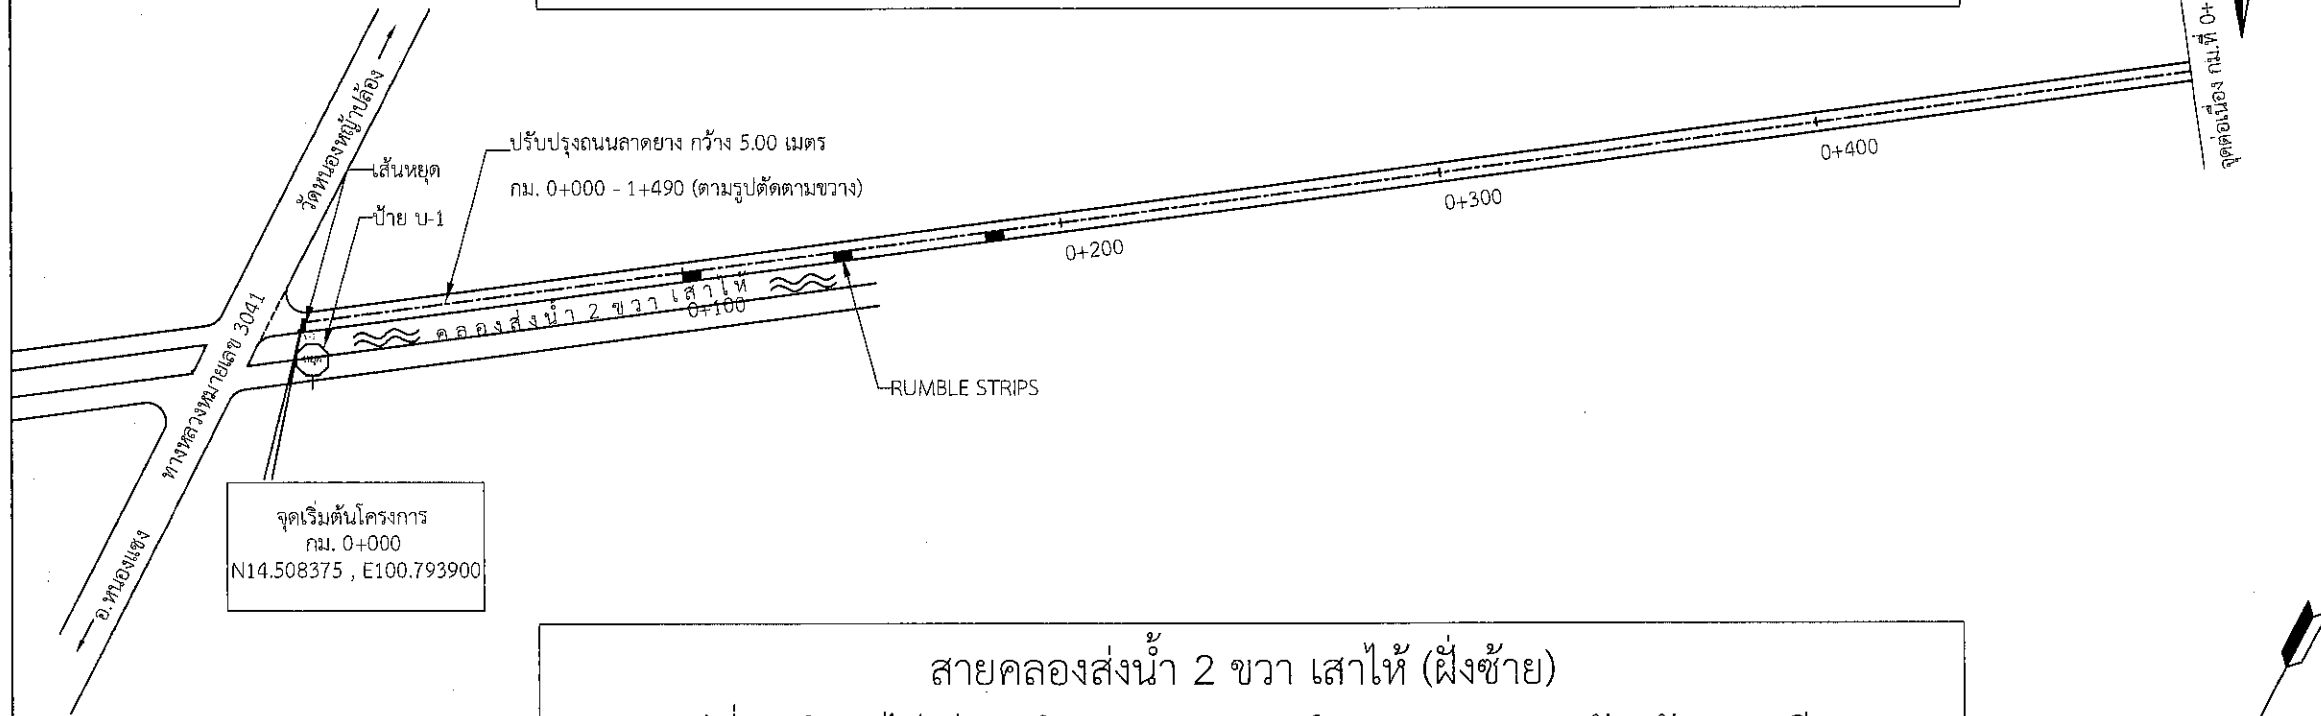 จุดต่อเนื่อง กม.ที่ 0+
วัดหนองหญ้าปล้อง
เส้นหยุด
ป้าย บ-1
ปรับปรุงถนนลาดยาง กว้าง 5.00 เมตร
กม. 0+000 - 1+490 (ตามรูปตัดตามขวาง)
0+400
0+300
0+200
0+100
คลองส่งน้ำ 2 ขวา เสาไห้
หยุด
ทางหลวงหมายเลข 3041
RUMBLE STRIPS
อ.หนองแซง
จุดเริ่มต้นโครงการ
กม. 0+000
N14.508375 , E100.793900
สายคลองส่งน้ำ 2 ขวา เสาไห้ (ฝั่งซ้าย)